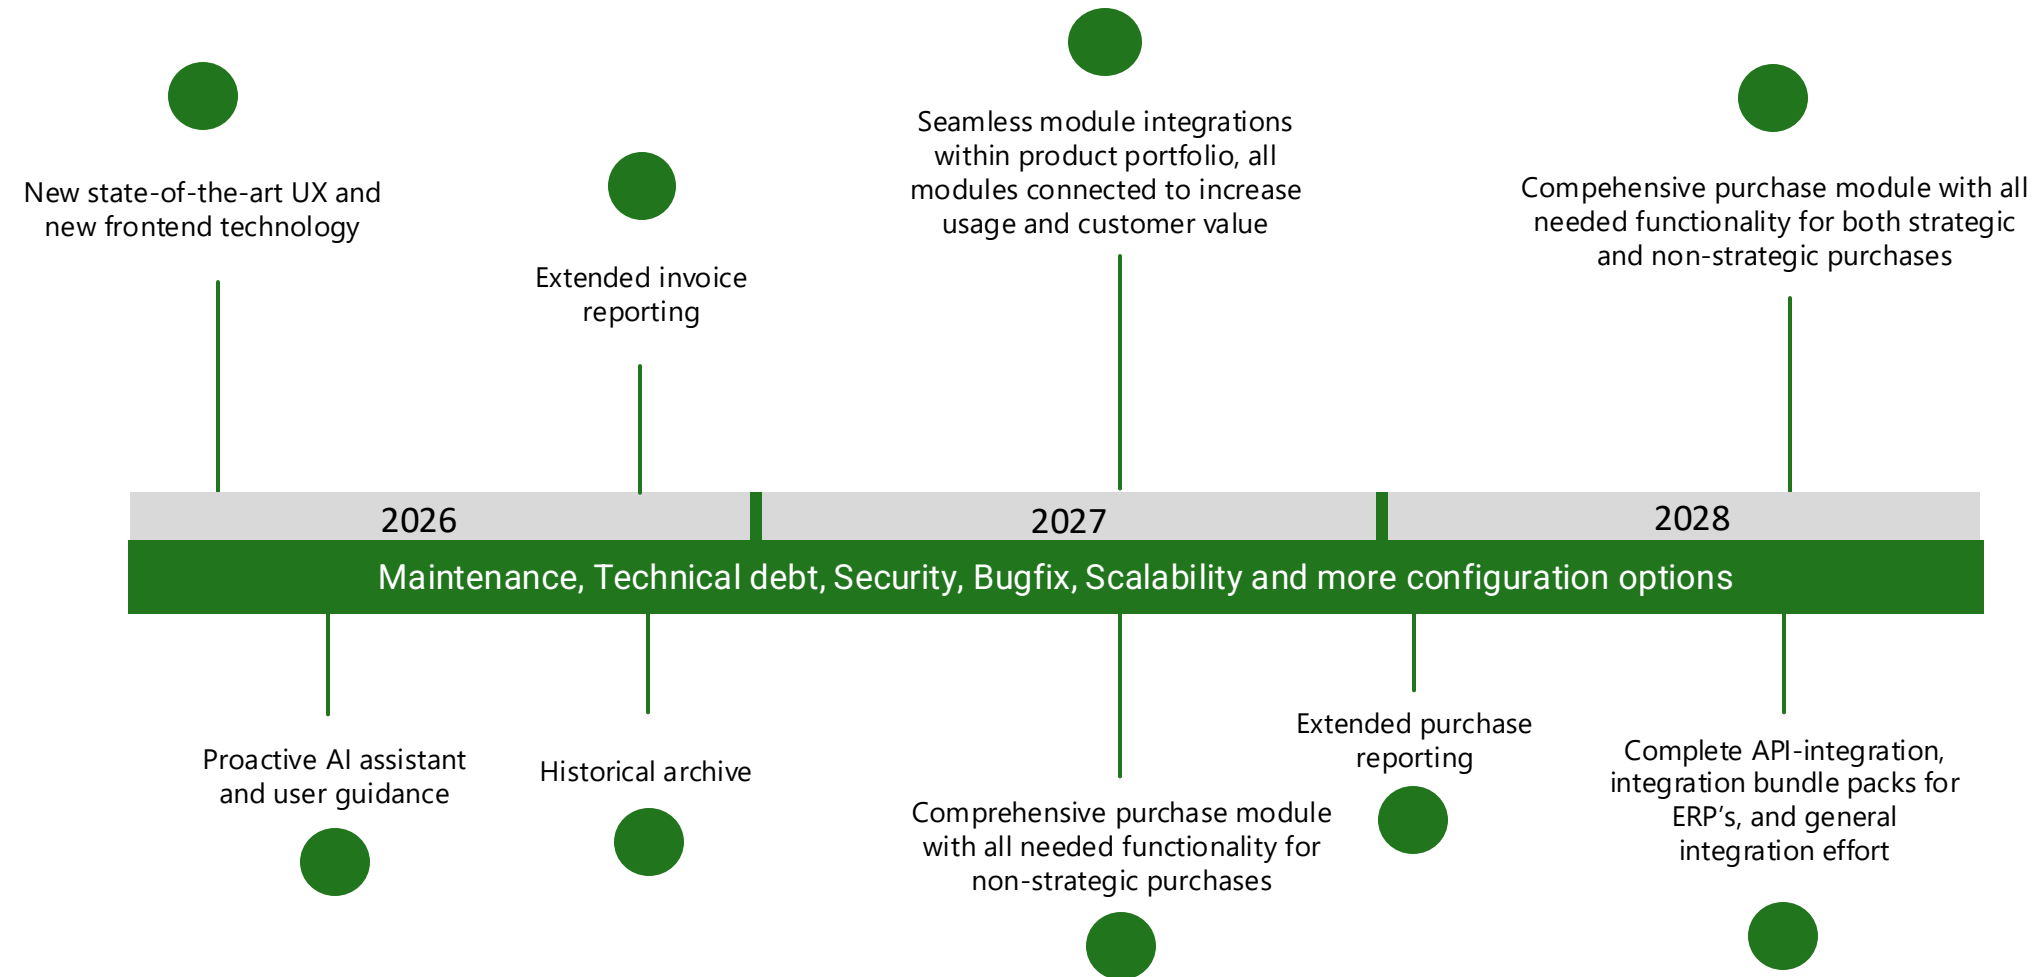 New state-of-the-art UX and
new frontend technology
Extended invoice
reporting
Seamless module integrations
within product portfolio, all
modules connected to increase
usage and customer value
Compehensive purchase module with all
needed functionality for both strategic
and non-strategic purchases
2026
2027
2028
Maintenance, Technical debt, Security, Bugfix, Scalability and more configuration options
Proactive AI assistant
and user guidance
Historical archive
Comprehensive purchase module
with all needed functionality for
non-strategic purchases
Extended purchase
reporting
Complete API-integration,
integration bundle packs for
ERP’s, and general
integration effort